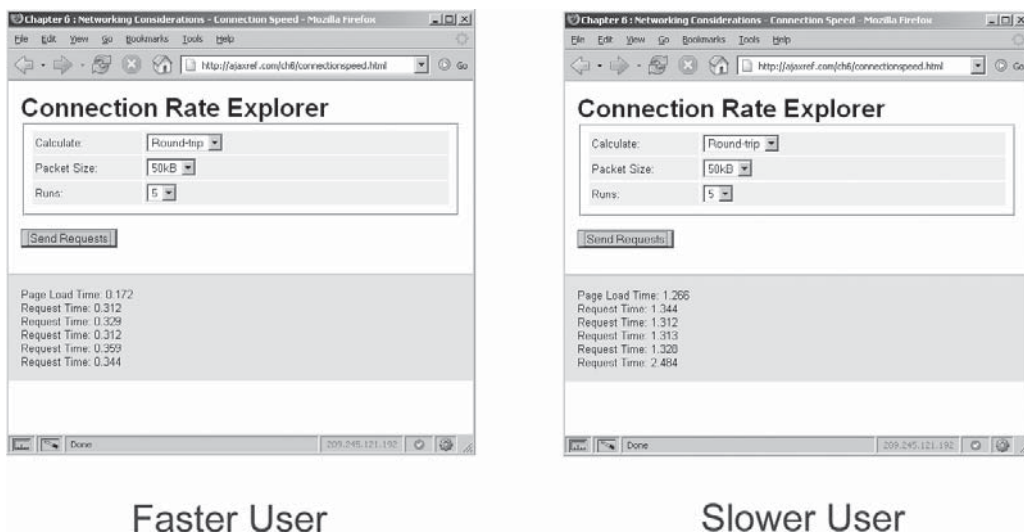 Chapter 6 : Networking Considerations - Connection Speed - Mozilla Firefox
File Edit View Go Bookmarks Tools Help
http://ajaxref.com/ch6/connectionspeed.html Go
Connection Rate Explorer
Calculate: Round-trip
Packet Size: 50kB
Runs: 5
Send Requests
Page Load Time: 0.172
Request Time: 0.312
Request Time: 0.329
Request Time: 0.312
Request Time: 0.359
Request Time: 0.344
Done 209.245.121.192
Faster User
Chapter 6 : Networking Considerations - Connection Speed - Mozilla Firefox
File Edit View Go Bookmarks Tools Help
http://ajaxref.com/ch6/connectionspeed.html Go
Connection Rate Explorer
Calculate: Round-trip
Packet Size: 50kB
Runs: 5
Send Requests
Page Load Time: 1.266
Request Time: 1.344
Request Time: 1.312
Request Time: 1.313
Request Time: 1.328
Request Time: 2.484
Done 209.245.121.192
Slower User